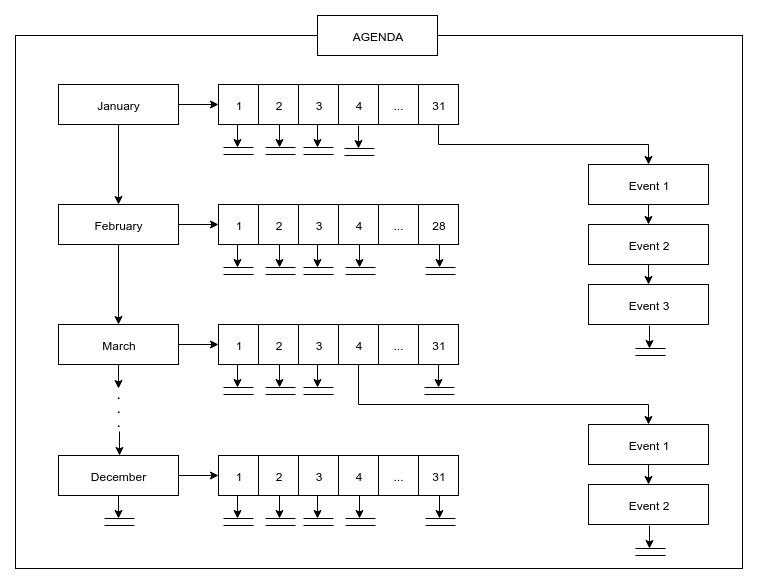 AGENDA
January
1 2 3 4 ... 31
Event 1
February
1 2 3 4 ... 28
Event 2
Event 3
March
1 2 3 4 ... 31
.
.
.
Event 1
December
1 2 3 4 ... 31
Event 2